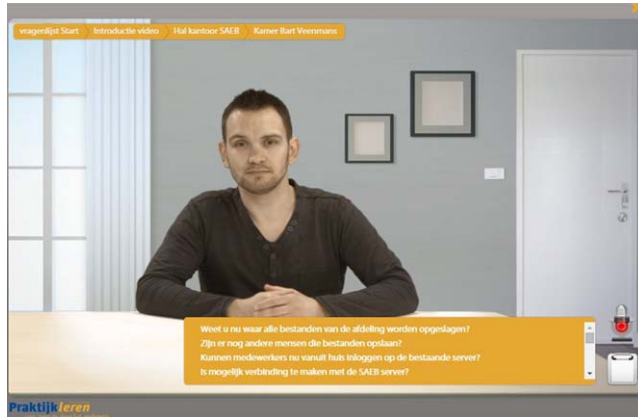 vragenlijst Start Introductie video Hal kantoor SAEB Kamer Bart Veenmans
Weet u nu waar alle bestanden van de afdeling worden opgeslagen?
Zijn er nog andere mensen die bestanden opslaan?
Kunnen medewerkers nu vanuit huis inloggen op de bestaande server?
Is mogelijk verbinding te maken met de SAEB server?
Praktijkleren